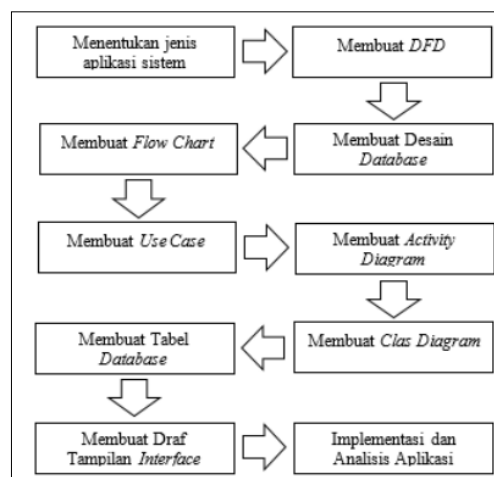 Menentukan jenis
aplikasi sistem
Membuat DFD
Membuat Desain
Database
Membuat Flow Chart
Membuat Use Case
Membuat Activity
Diagram
Membuat Clas Diagram
Membuat Tabel
Database
Membuat Draf
Tampilan Interface
Implementasi dan
Analisis Aplikasi